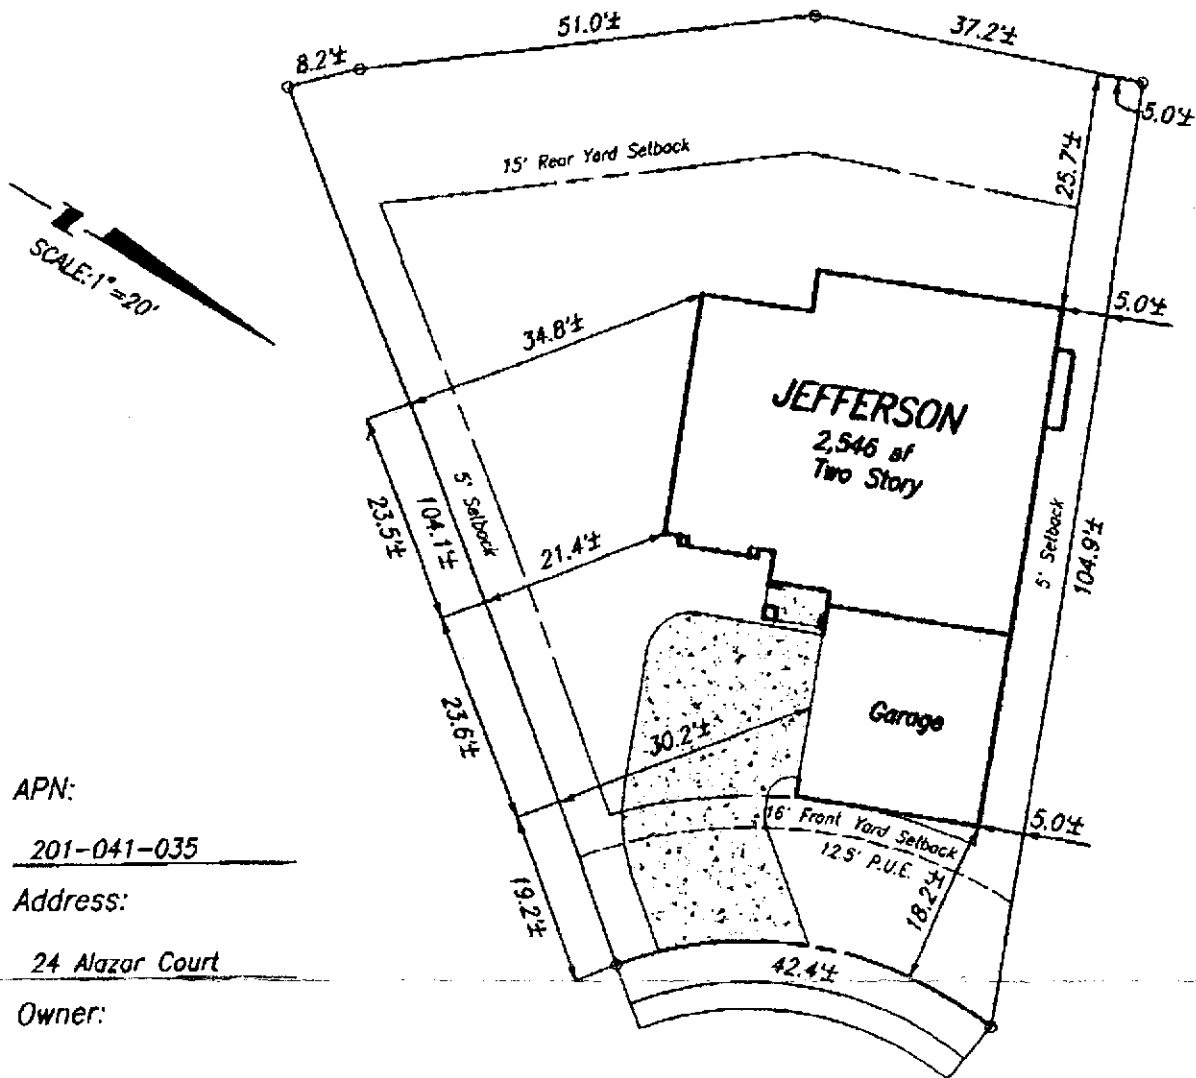 51.0'±
37.2'±
8.2'±
5.0'±
15' Rear Yard Setback
25.7'±
SCALE: 1"=20'
5.0'±
34.8'±
JEFFERSON
2,546 sf
Two Story
5' Setback
23.5'±
104.1'±
21.4'±
5' Setback
104.9'±
23.6'±
30.2'±
Garage
APN:
201-041-035
16' Front Yard Setback
12.5' P.U.E.
5.0'±
Address:
19.2'±
18.2'±
24 Alazar Court
42.4'±
Owner: